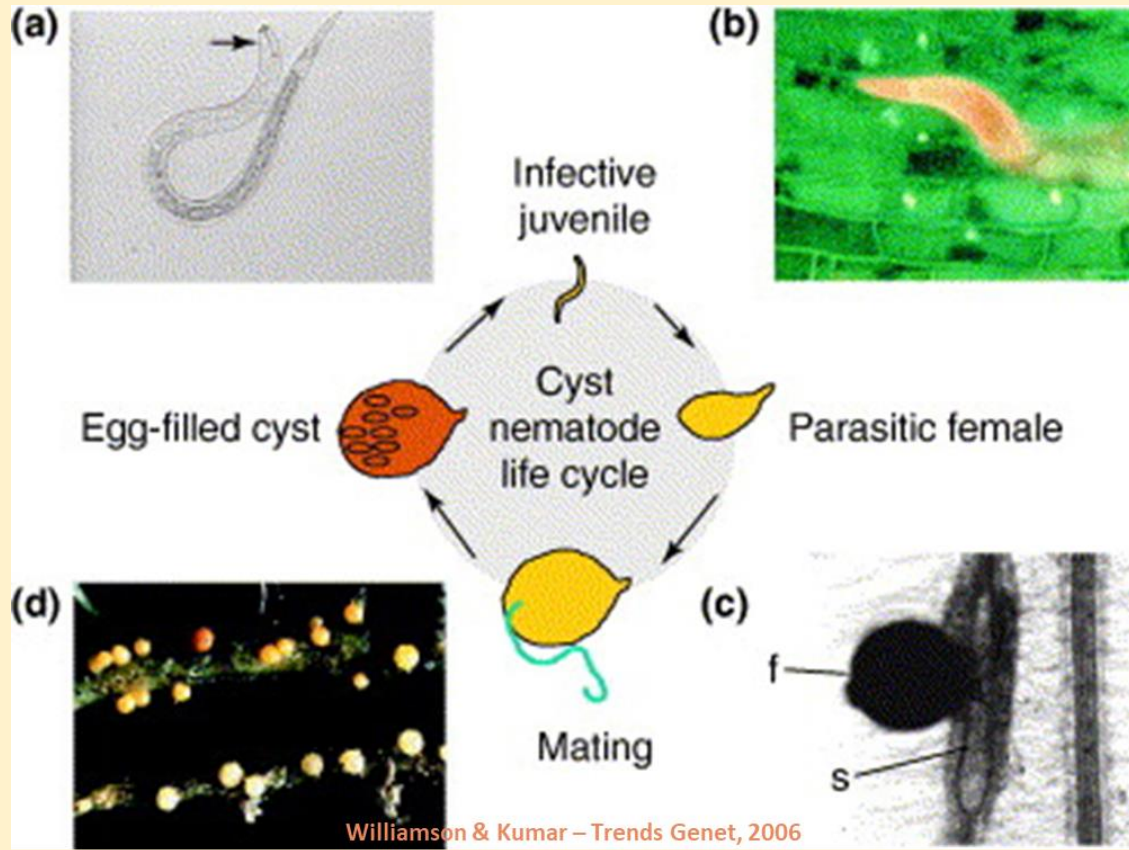 (a)
(b)
Infective
juvenile
Egg-filled cyst
Cyst
nematode
life cycle
Parasitic female
(d)
(c)
f
s
Mating
Williamson & Kumar – Trends Genet, 2006